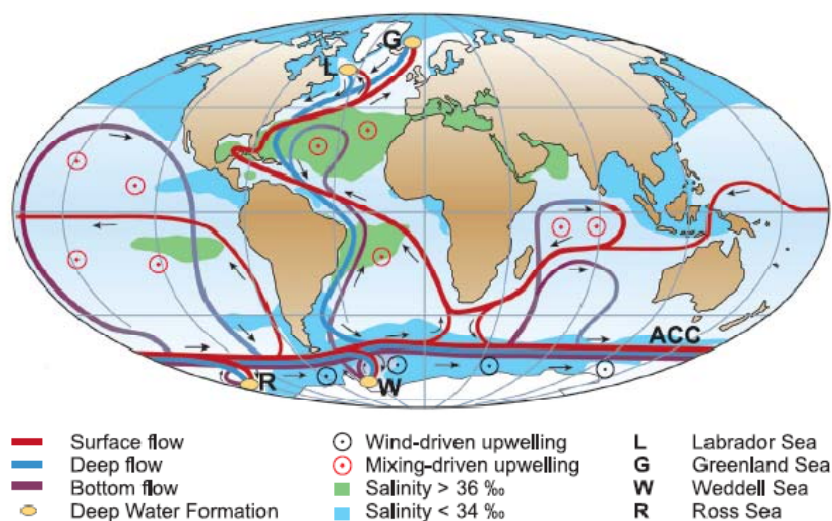 G
L
ACC
R
W
Surface flow
Deep flow
Bottom flow
Deep Water Formation
Wind-driven upwelling
Mixing-driven upwelling
Salinity > 36 ‰
Salinity < 34 ‰
L Labrador Sea
G Greenland Sea
W Weddell Sea
R Ross Sea